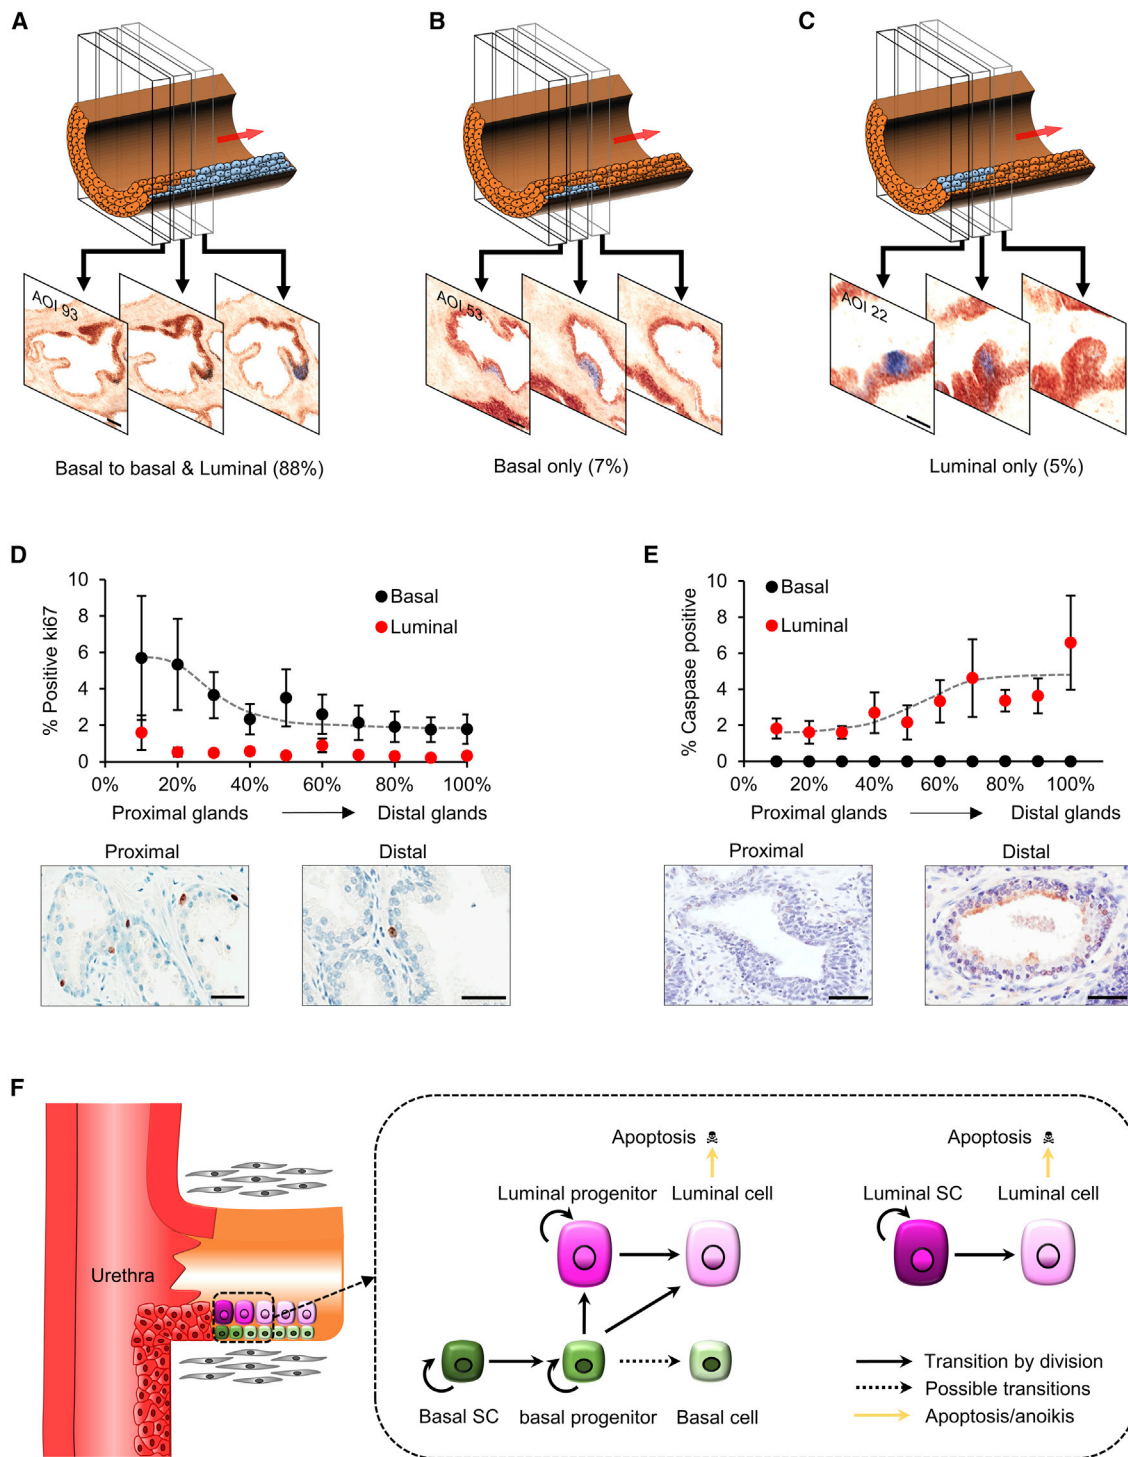 A
B
C
AOI 93
AOI 53
AOI 22
Basal to basal & Luminal (88%)
Basal only (7%)
Luminal only (5%)
D
% Positive ki67
10
8
6
4
2
0
Basal
Luminal
0% 20% 40% 60% 80% 100%
Proximal glands Distal glands
Proximal
Distal
E
% Caspase positive
10
8
6
4
2
0
Basal
Luminal
0% 20% 40% 60% 80% 100%
Proximal glands Distal glands
Proximal
Distal
F
Urethra
Apoptosis
Luminal progenitor
Luminal cell
Basal SC
basal progenitor
Basal cell
Apoptosis
Luminal SC
Luminal cell
Transition by division
Possible transitions
Apoptosis/anoikis